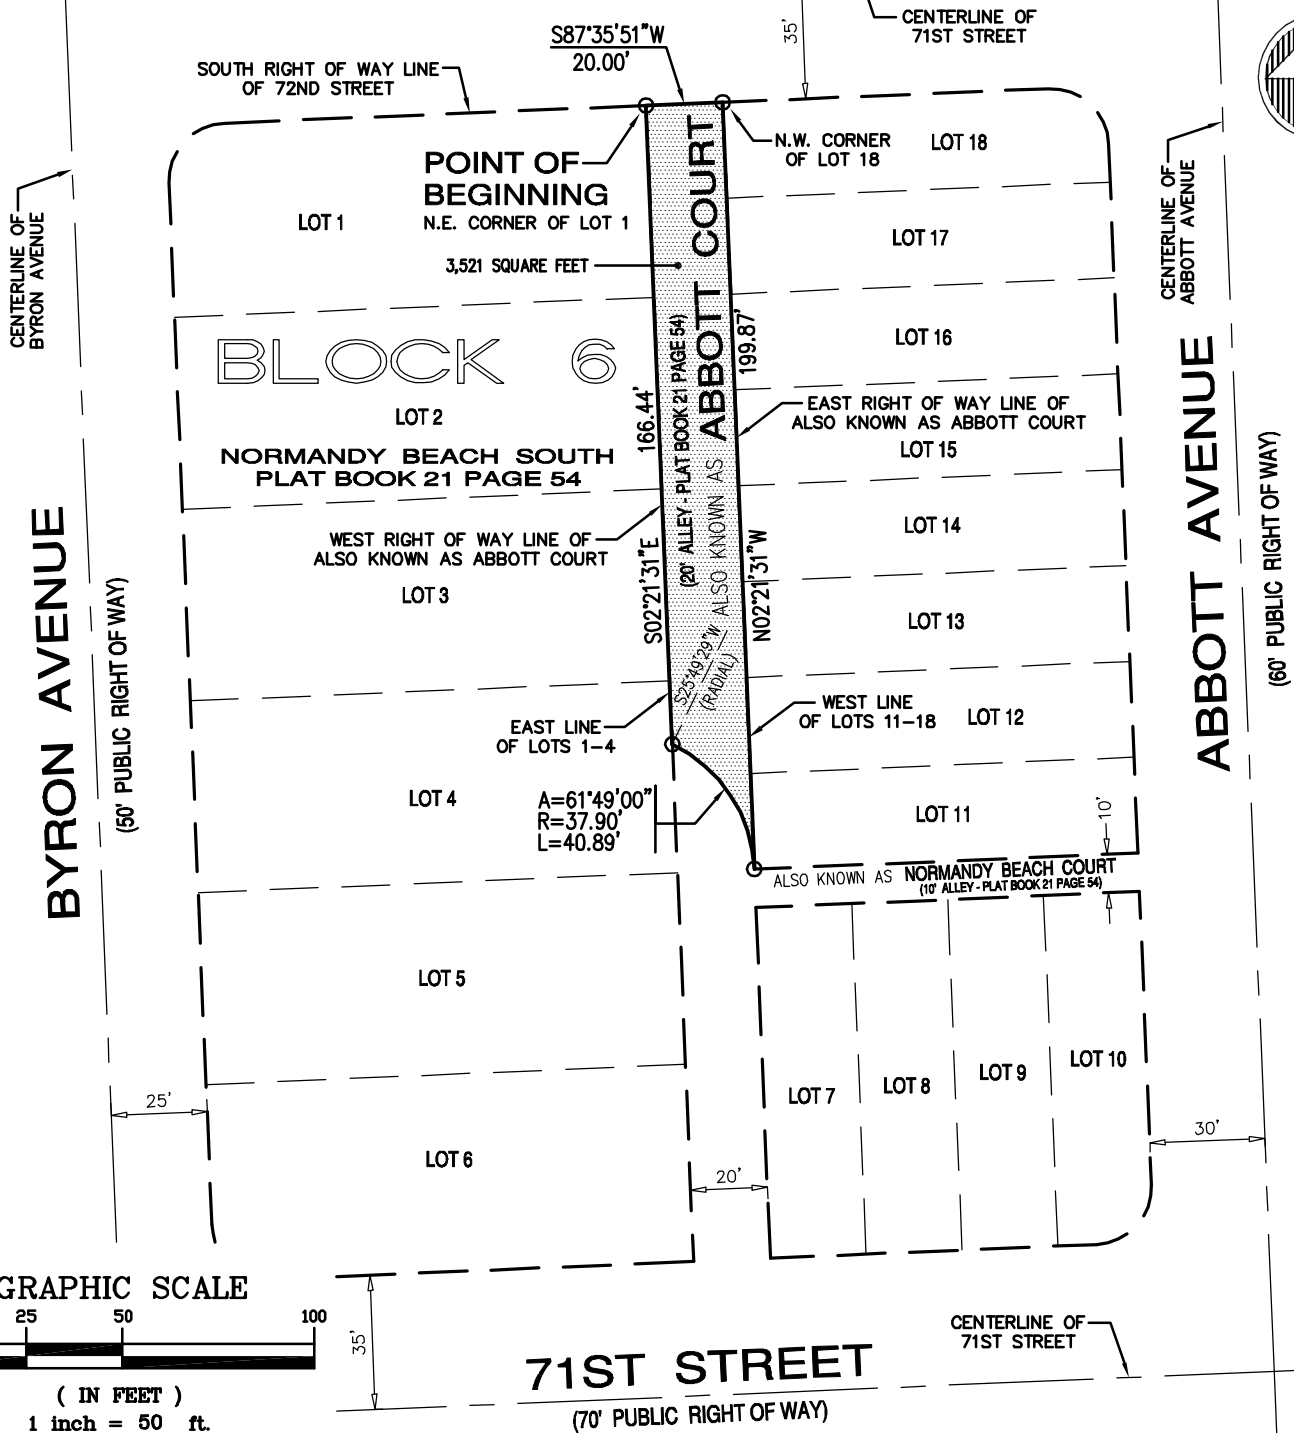 CENTERLINE OF
71ST STREET
S87°35'51"W
20.00'
35'
SOUTH RIGHT OF WAY LINE
OF 72ND STREET
N.W. CORNER
OF LOT 18
LOT 18
POINT OF
BEGINNING
N.E. CORNER OF LOT 1
LOT 1
3,521 SQUARE FEET
LOT 17
CENTERLINE OF
BYRON AVENUE
CENTERLINE OF
ABBOTT AVENUE
BLOCK 6
LOT 2
NORMANDY BEACH SOUTH
PLAT BOOK 21 PAGE 54
166.44'
S02°21'31"E
(20' ALLEY - PLAT BOOK 21 PAGE 54)
ALSO KNOWN AS ABBOTT COURT
199.87'
N02°21'31"W
LOT 16
EAST RIGHT OF WAY LINE OF
ALSO KNOWN AS ABBOTT COURT
LOT 15
WEST RIGHT OF WAY LINE OF
ALSO KNOWN AS ABBOTT COURT
LOT 14
LOT 3
LOT 13
S25°49'29"W
(RADIAL)
BYRON AVENUE
(50' PUBLIC RIGHT OF WAY)
ABBOTT AVENUE
(60' PUBLIC RIGHT OF WAY)
EAST LINE
OF LOTS 1-4
WEST LINE
OF LOTS 11-18
LOT 12
LOT 4
A=61°49'00"
R=37.90'
L=40.89'
LOT 11
10'
ALSO KNOWN AS NORMANDY BEACH COURT
(10' ALLEY - PLAT BOOK 21 PAGE 54)
LOT 5
LOT 7
LOT 8
LOT 9
LOT 10
25'
30'
LOT 6
20'
GRAPHIC SCALE
25 50 100
( IN FEET )
1 inch = 50 ft.
35'
CENTERLINE OF
71ST STREET
71ST STREET
(70' PUBLIC RIGHT OF WAY)